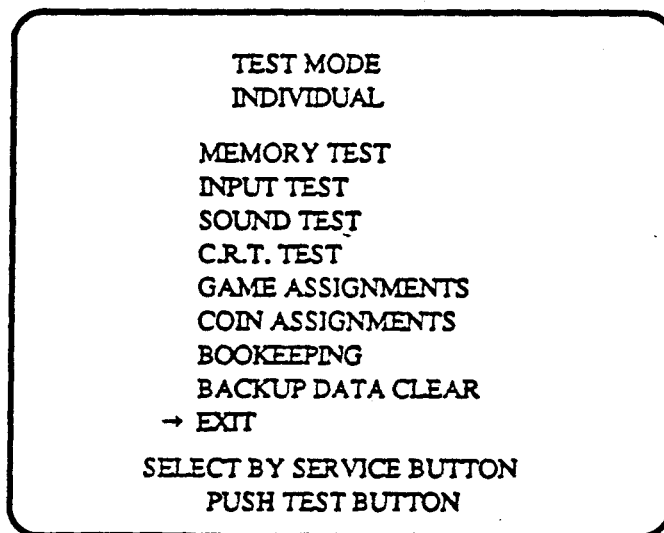 TEST MODE
INDIVIDUAL
MEMORY TEST
INPUT TEST
SOUND TEST
C.R.T. TEST
GAME ASSIGNMENTS
COIN ASSIGNMENTS
BOOKEEPING
BACKUP DATA CLEAR
→ EXIT
SELECT BY SERVICE BUTTON
PUSH TEST BUTTON